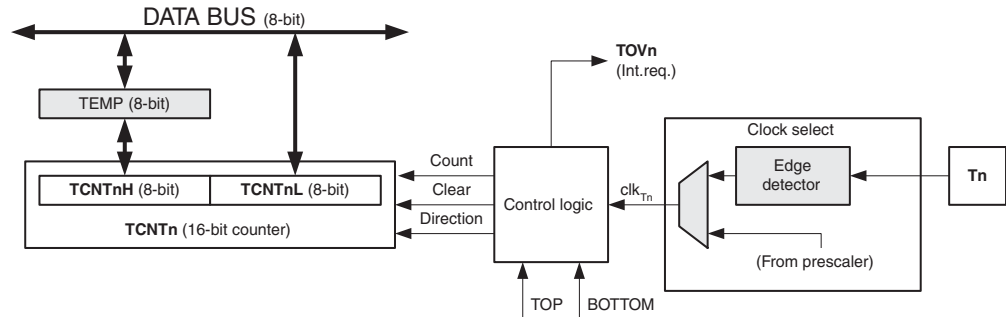 DATA BUS (8-bit)
TOVn
(Int.req.)
TEMP (8-bit)
Clock select
Count
TCNTnH (8-bit) TCNTnL (8-bit)
Clear
Control logic
clkTn
Edge
detector
Tn
TCNTn (16-bit counter)
Direction
(From prescaler)
TOP
BOTTOM